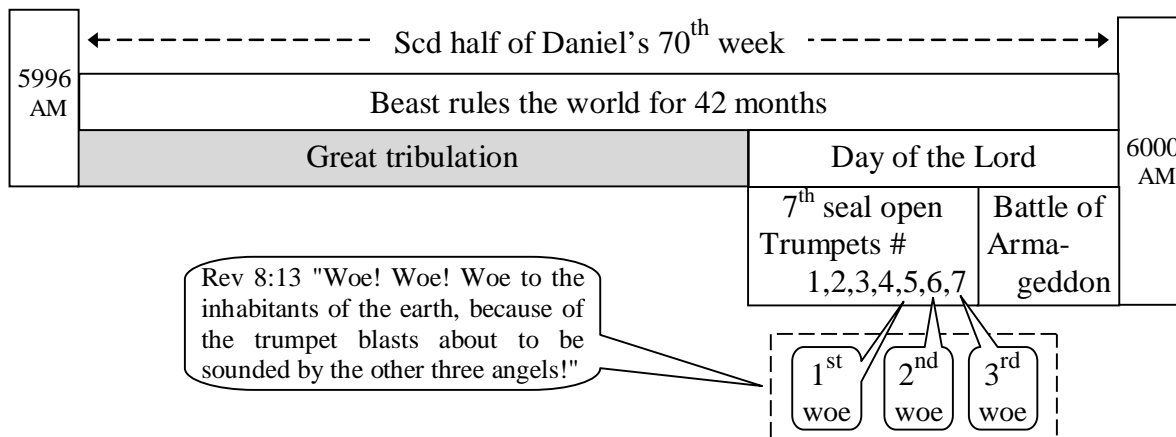 Scd half of Daniel's 70th week
5996
AM
Beast rules the world for 42 months
Great tribulation
Day of the Lord
6000
AM
7th seal open
Trumpets #
1,2,3,4,5,6,7
Battle of
Arma-
geddon
Rev 8:13 "Woe! Woe! Woe to the
inhabitants of the earth, because of
the trumpet blasts about to be
sounded by the other three angels!"
1st
woe
2nd
woe
3rd
woe